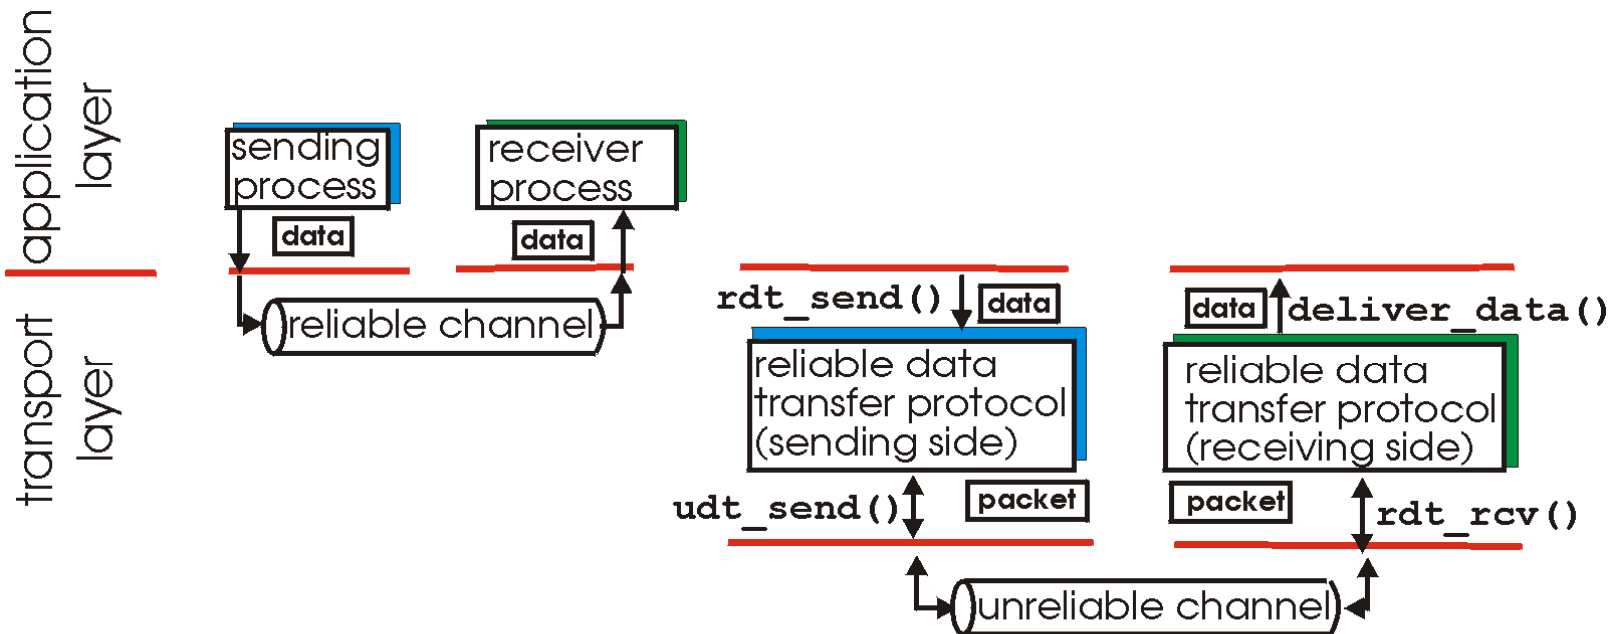 application
layer
transport
layer
sending
process
data
receiver
process
data
reliable channel
rdt_send()
data
reliable data
transfer protocol
(sending side)
udt_send()
packet
data
deliver_data()
reliable data
transfer protocol
(receiving side)
packet
rdt_rcv()
unreliable channel